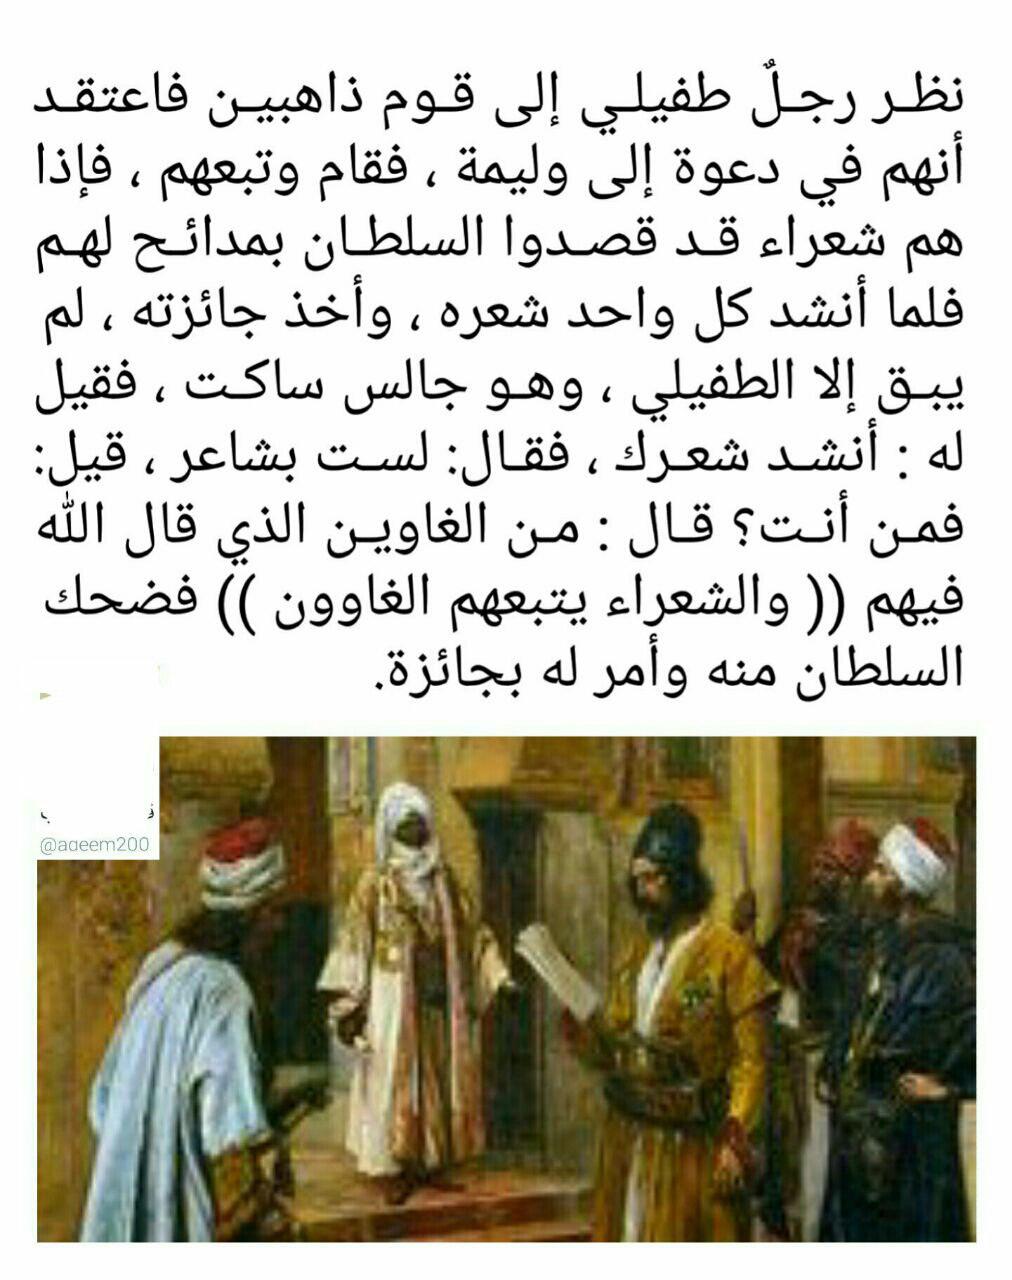 نظر رجلٌ طفيلي إلى قوم ذاهبين فاعتقد
أنهم في دعوة إلى وليمة ، فقام وتبعهم ، فإذا
هم شعراء قد قصدوا السلطان بمدائح لهم
فلما أنشد كل واحد شعره ، وأخذ جائزته ، لم
يبق إلا الطفيلي ، وهو جالس ساكت ، فقيل
له : أنشد شعرك ، فقال: لست بشاعر ، قيل:
فمن أنت؟ قال : من الغاوين الذي قال الله
فيهم (( والشعراء يتبعهم الغاوون )) فضحك
السلطان منه وأمر له بجائزة.
@aqeem200